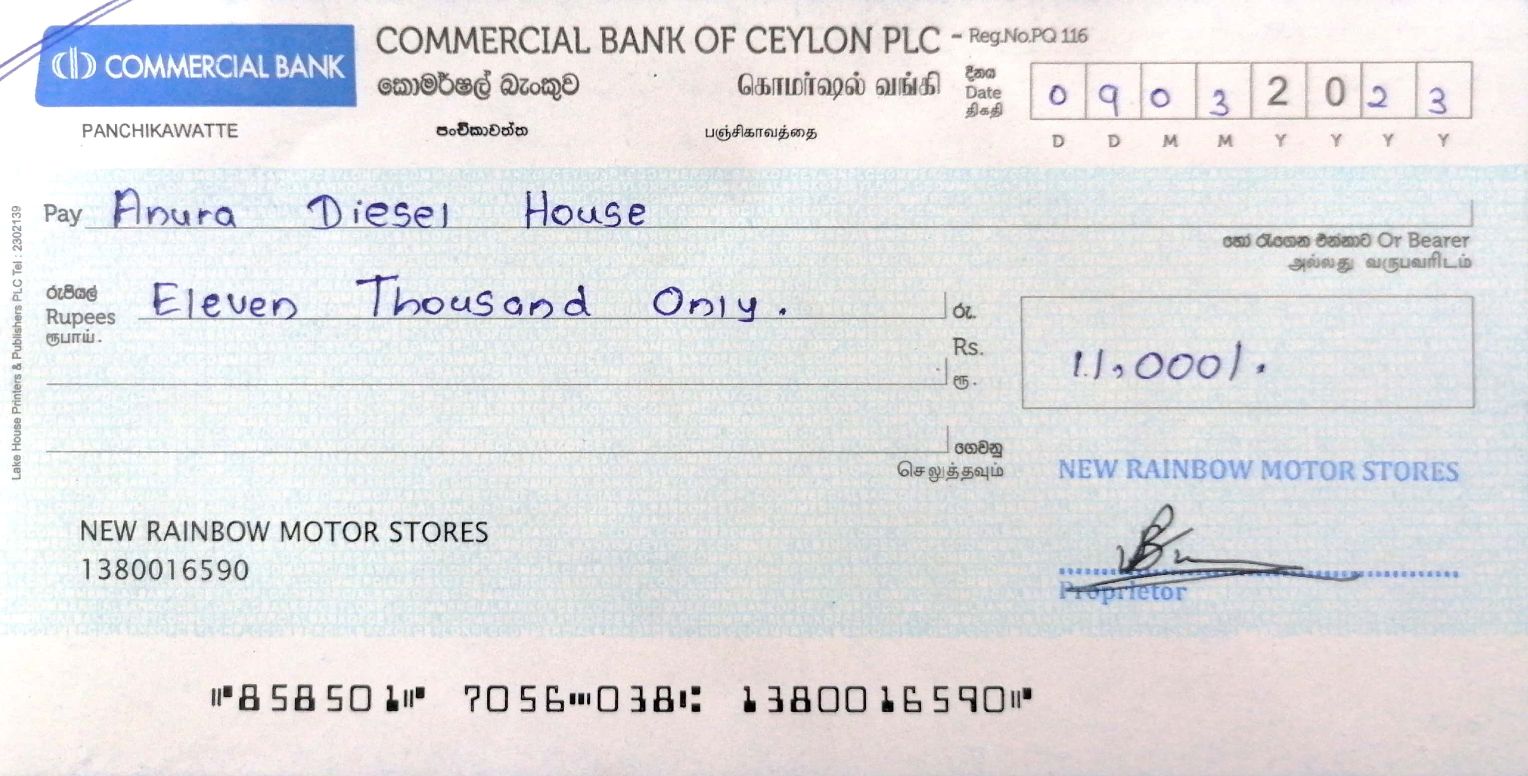 COMMERCIAL BANK
COMMERCIAL BANK OF CEYLON PLC - Reg.No.PQ 116
කොමර්ෂල් බැංකුව கொமர்ஷல் வங்கி
PANCHIKAWATTE පංචිකාවත්ත பஞ்சிகாவத்தை
දිනය
Date
திகதி
0 9 0 3 2 0 2 3
D D M M Y Y Y Y
Pay Anura Diesel House
හෝ රැගෙන එන්නාට Or Bearer
அல்லது வருபவரிடம்
රුපියල්
Rupees
ரூபாய்.
Eleven Thousand Only.
රු.
Rs.
ரூ.
11,000/.
ගෙවනු
செலுத்தவும்
NEW RAINBOW MOTOR STORES
Proprietor
NEW RAINBOW MOTOR STORES
1380016590
858501 7056 038 1380016590
Lake House Printers & Publishers PLC Tel : 2302139